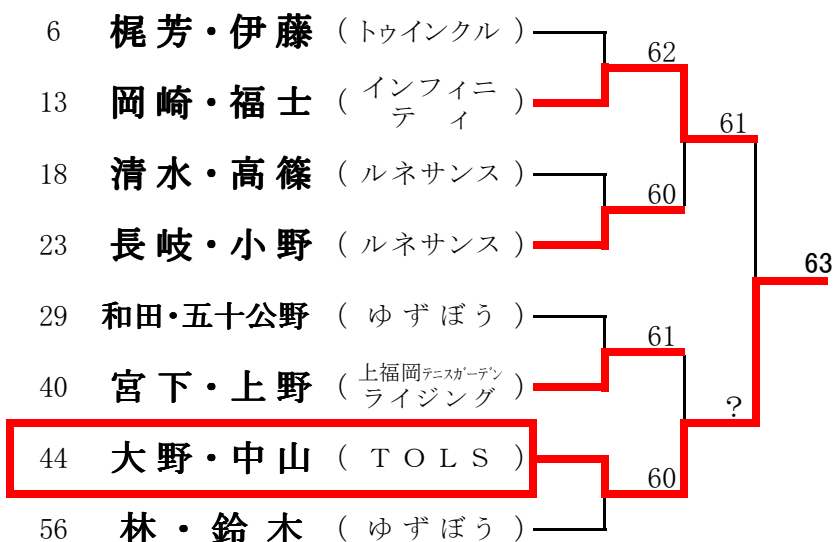 6 梶芳・伊藤 ( トゥインクル )
62
13 岡崎・福士 ( インフィニティ )
61
18 清水・高篠 ( ルネサンス )
60
23 長岐・小野 ( ルネサンス )
63
29 和田・五十公野 ( ゆずぼう )
61
40 宮下・上野 ( 上福岡テニスガーデン ライジング )
?
44 大野・中山 ( TOLS )
60
56 林・鈴木 ( ゆずぼう )